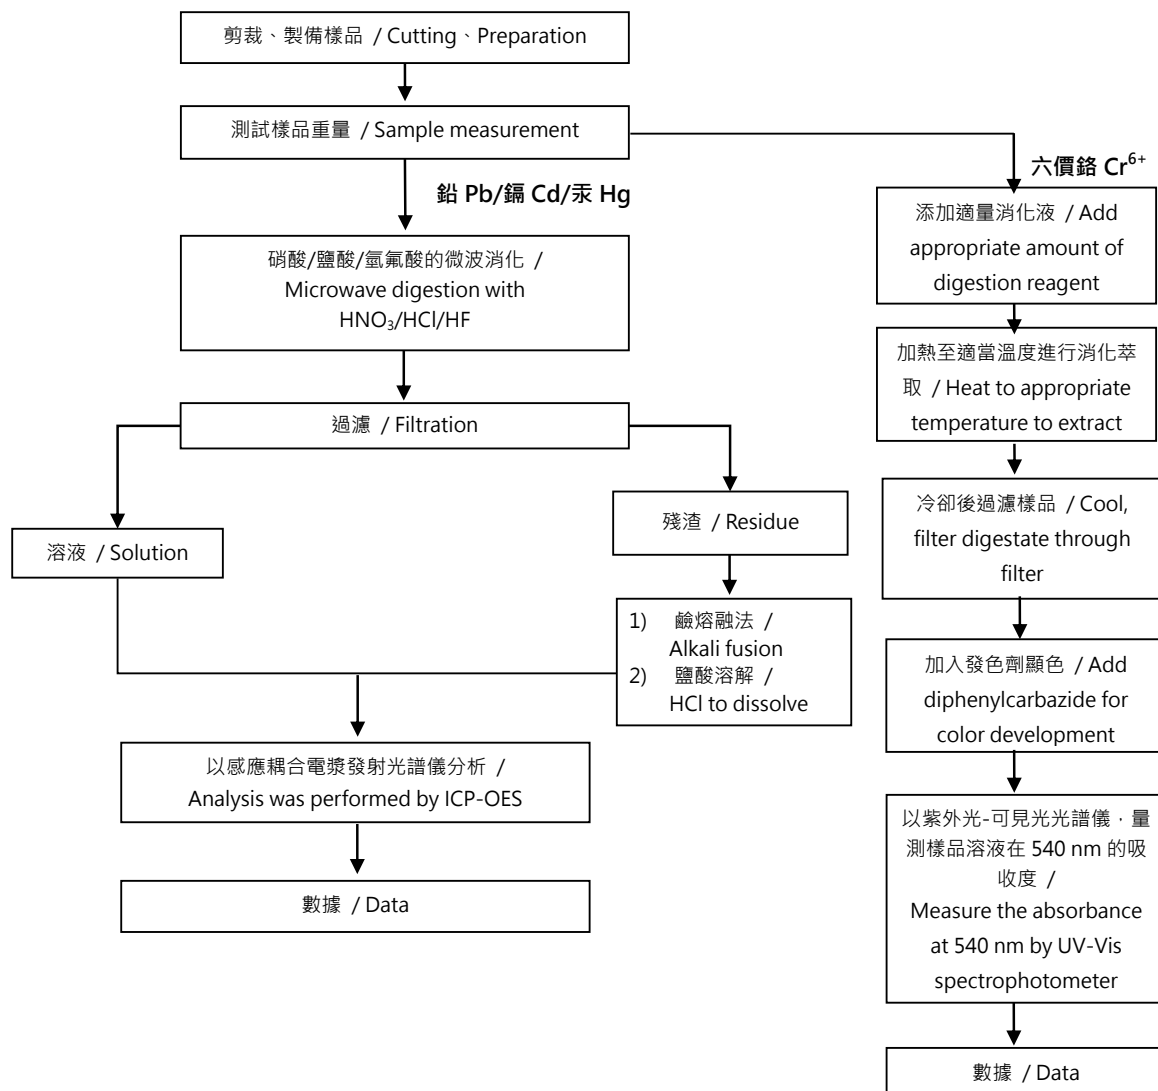 剪裁、製備樣品 / Cutting、Preparation
測試樣品重量 / Sample measurement
鉛 Pb/鎘 Cd/汞 Hg
硝酸/鹽酸/氫氟酸的微波消化 /
Microwave digestion with
HNO₃/HCl/HF
過濾 / Filtration
溶液 / Solution
殘渣 / Residue
1) 鹼熔融法 /
Alkali fusion
2) 鹽酸溶解 /
HCl to dissolve
以感應耦合電漿發射光譜儀分析 /
Analysis was performed by ICP-OES
數據 / Data
六價鉻 Cr⁶⁺
添加適量消化液 / Add
appropriate amount of
digestion reagent
加熱至適當溫度進行消化萃
取 / Heat to appropriate
temperature to extract
冷卻後過濾樣品 / Cool,
filter digestate through
filter
加入發色劑顯色 / Add
diphenylcarbazide for
color development
以紫外光-可見光光譜儀，量
測樣品溶液在 540 nm 的吸
收度 /
Measure the absorbance
at 540 nm by UV-Vis
spectrophotometer
數據 / Data